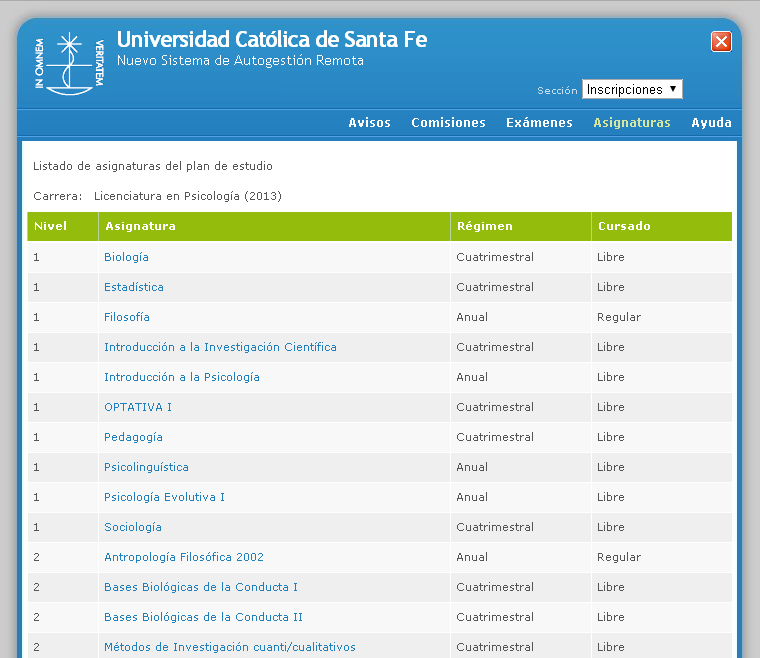 IN OMNEM VERITATEM
Universidad Católica de Santa Fe
Nuevo Sistema de Autogestión Remota
Sección Inscripciones
Avisos Comisiones Exámenes Asignaturas Ayuda
Listado de asignaturas del plan de estudio
Carrera: Licenciatura en Psicología (2013)
Nivel Asignatura Régimen Cursado
1 Biología Cuatrimestral Libre
1 Estadística Cuatrimestral Libre
1 Filosofía Anual Regular
1 Introducción a la Investigación Científica Cuatrimestral Libre
1 Introducción a la Psicología Anual Libre
1 OPTATIVA I Cuatrimestral Libre
1 Pedagogía Cuatrimestral Libre
1 Psicolinguística Anual Libre
1 Psicología Evolutiva I Anual Libre
1 Sociología Cuatrimestral Libre
2 Antropología Filosófica 2002 Anual Regular
2 Bases Biológicas de la Conducta I Cuatrimestral Libre
2 Bases Biológicas de la Conducta II Cuatrimestral Libre
2 Métodos de Investigación cuanti/cualitativos Cuatrimestral Libre